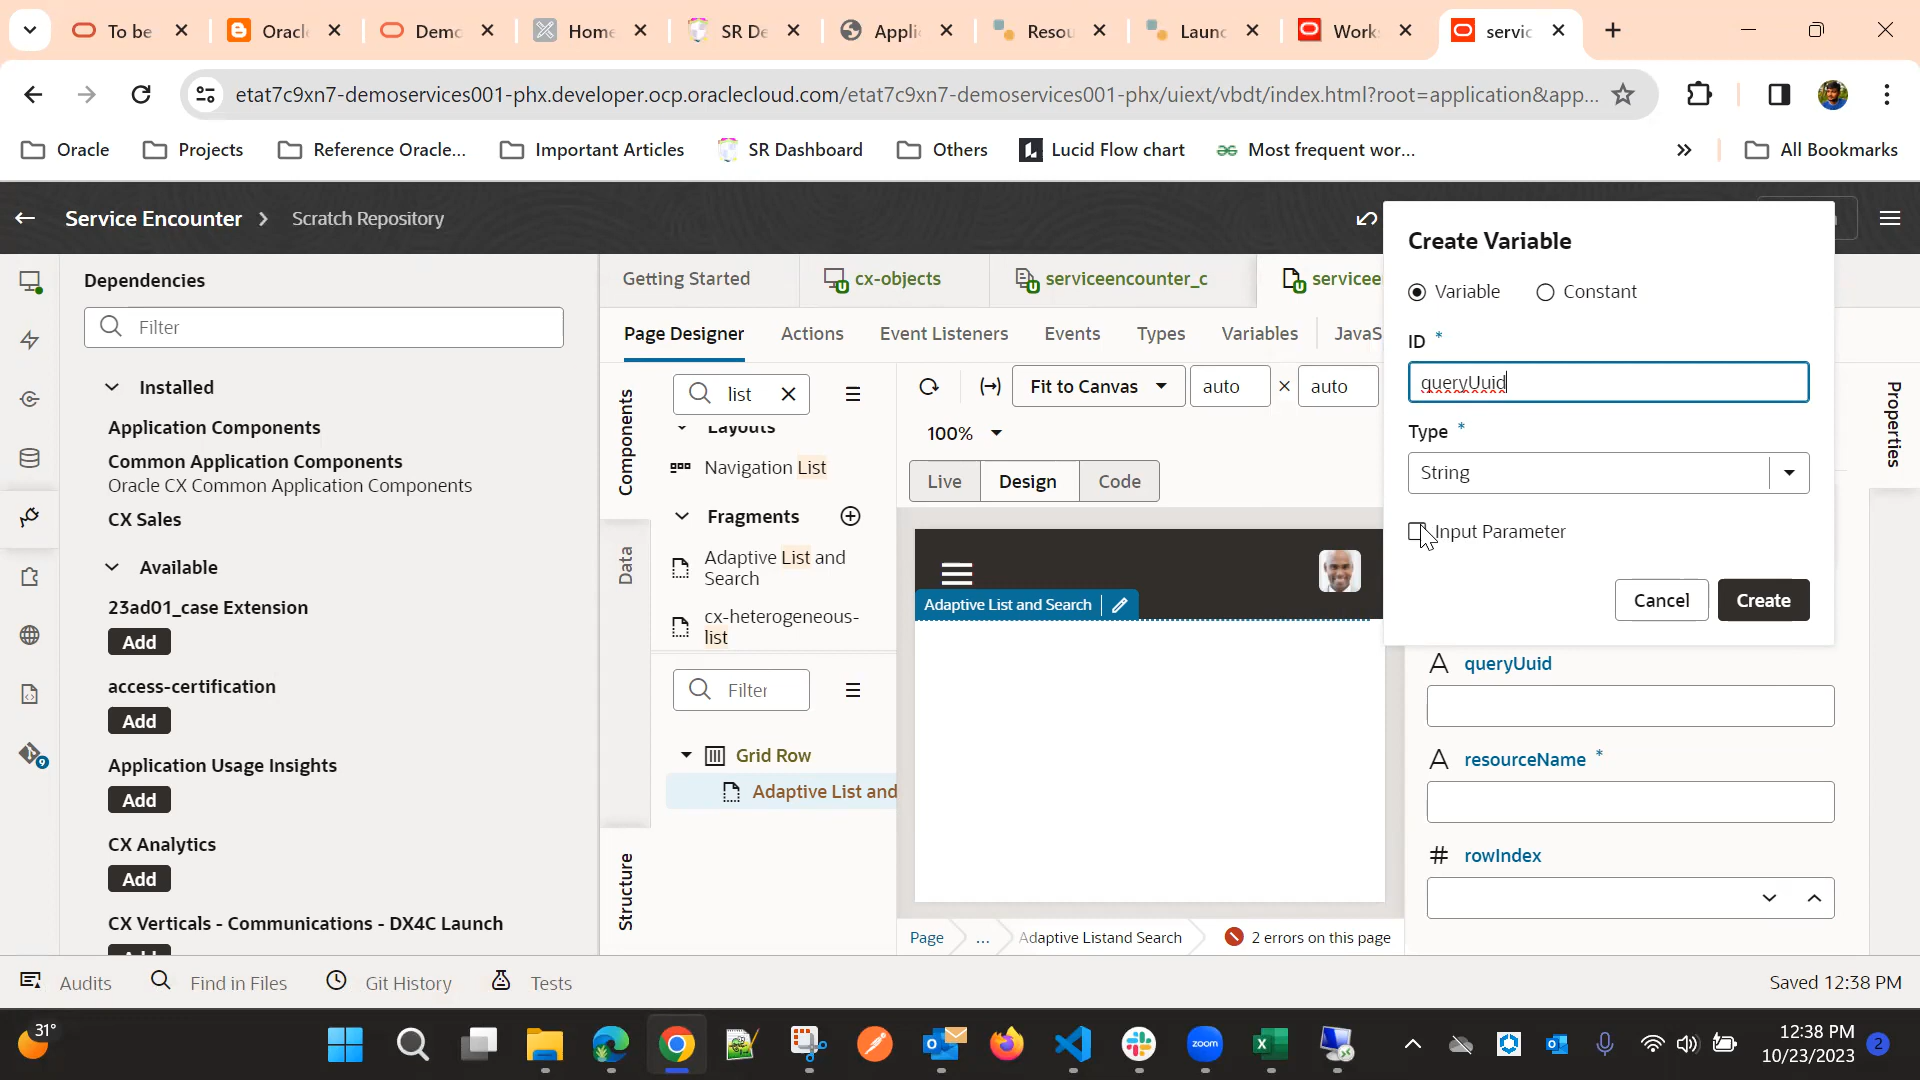 To be
Oracl
Demo
Home
SR De
Appli
Resou
Launc
Work
servic
etat7c9xn7-demoservices001-phx.developer.ocp.oraclecloud.com/etat7c9xn7-demoservices001-phx/uiext/vbdt/index.html?root=application&app...
Oracle
Projects
Reference Oracle...
Important Articles
SR Dashboard
Others
Lucid Flow chart
Most frequent wor...
All Bookmarks
Service Encounter > Scratch Repository
Dependencies
Filter
Installed
Application Components
Common Application Components
Oracle CX Common Application Components
CX Sales
Available
23ad01_case Extension
Add
access-certification
Add
Application Usage Insights
Add
CX Analytics
Add
CX Verticals - Communications - DX4C Launch
Getting Started
cx-objects
serviceencounter_c
servicee
Page Designer
Actions
Event Listeners
Events
Types
Variables
JavaS
Components
Data
Structure
list
Layouts
Navigation List
Fragments
Adaptive List and
Search
cx-heterogeneous-
list
Filter
Grid Row
Adaptive List and
Fit to Canvas
auto × auto
100%
Live
Design
Code
Adaptive List and Search
Page
...
Adaptive Listand Search
2 errors on this page
Create Variable
Variable
Constant
ID *
queryUuid
Type *
String
Input Parameter
Cancel
Create
Properties
A queryUuid
A resourceName *
# rowIndex
Audits
Find in Files
Git History
Tests
Saved 12:38 PM
31°
zoom
12:38 PM
10/23/2023
2